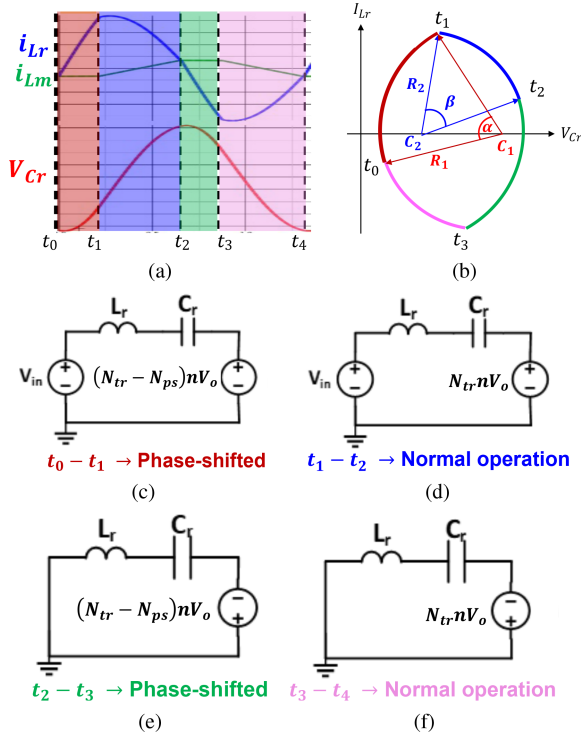 i_Lr
i_Lm
V_Cr
t_0 t_1 t_2 t_3 t_4
(a)
I_Lr
t_1
R_2
β
t_2
α
C_2
C_1
V_Cr
t_0
R_1
t_3
(b)
L_r C_r
V_in
(N_tr − N_ps)nV_o
t_0 − t_1 → Phase-shifted
(c)
L_r C_r
V_in
N_tr nV_o
t_1 − t_2 → Normal operation
(d)
L_r C_r
(N_tr − N_ps)nV_o
t_2 − t_3 → Phase-shifted
(e)
L_r C_r
N_tr nV_o
t_3 − t_4 → Normal operation
(f)